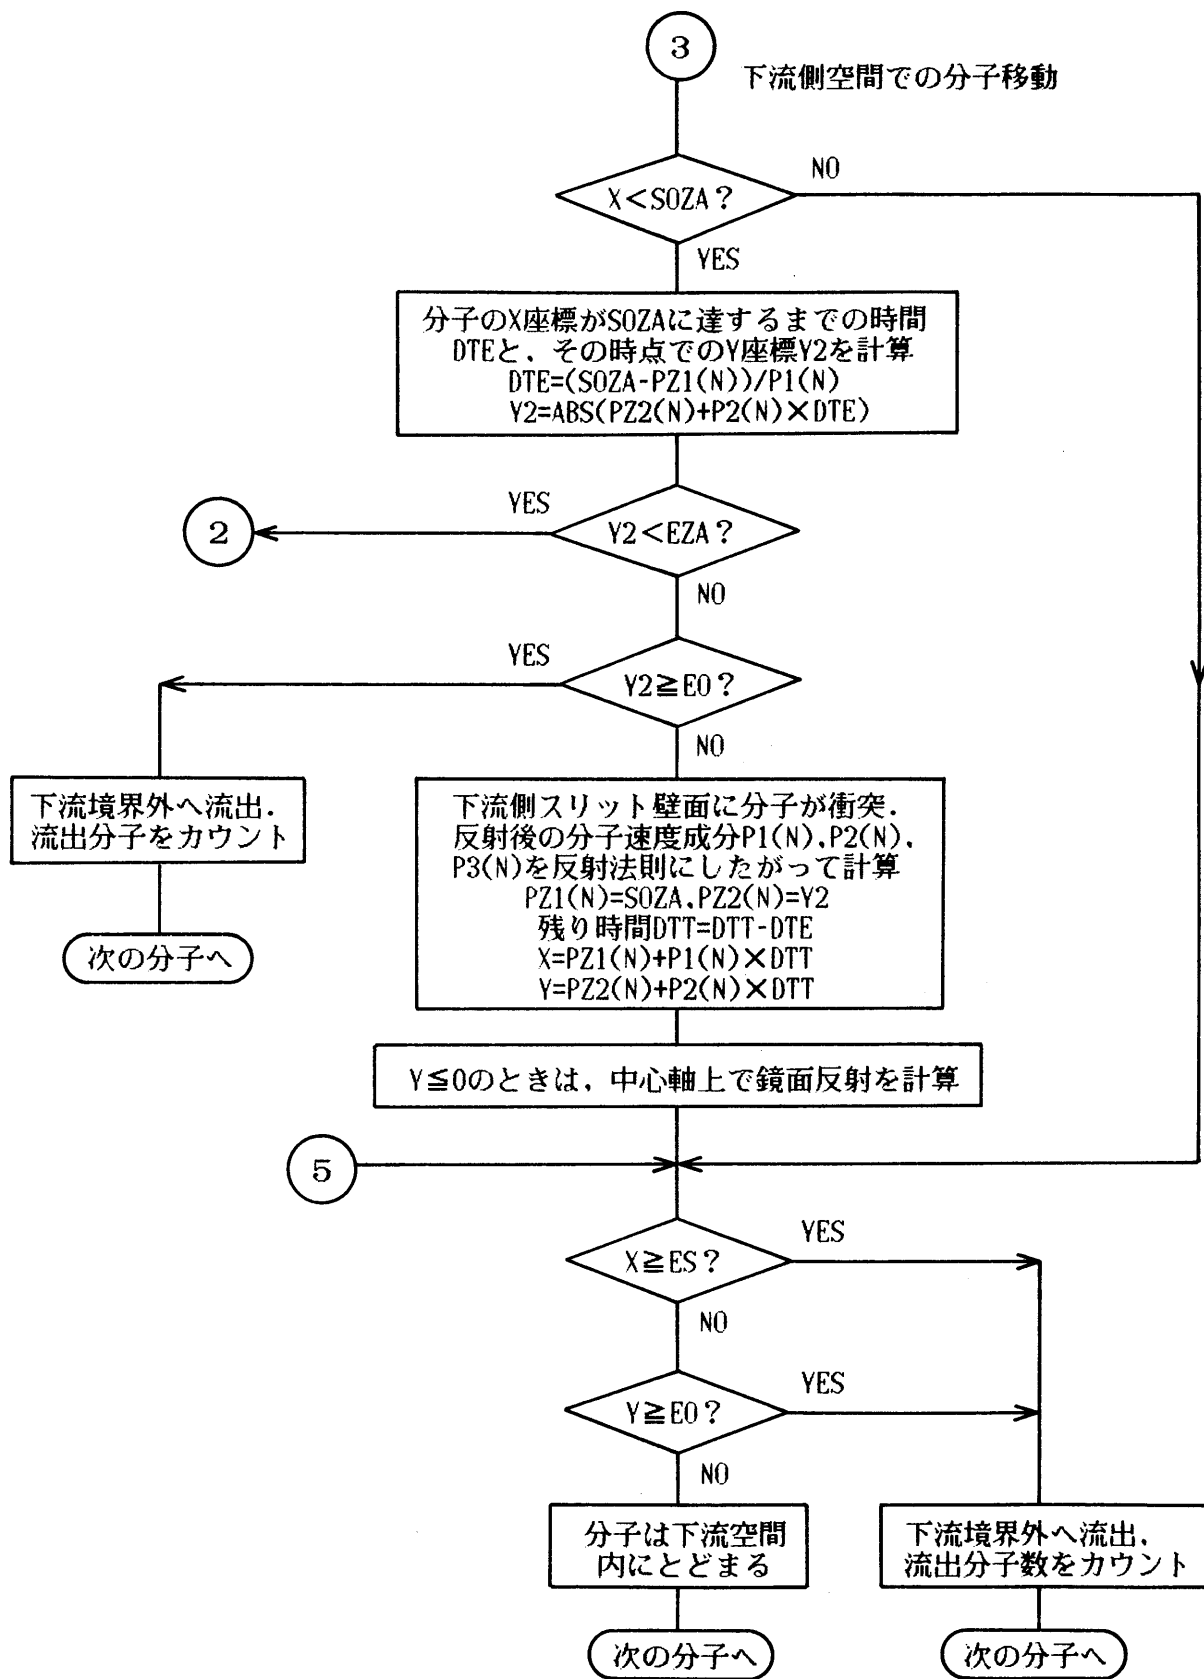 3
下流側空間での分子移動
X<SOZA?
NO
YES
分子のX座標がSOZAに達するまでの時間
DTEと、その時点でのY座標Y2を計算
DTE=(SOZA-PZ1(N))/P1(N)
Y2=ABS(PZ2(N)+P2(N)×DTE)
2
YES
Y2<EZA?
NO
YES
Y2≧EO?
NO
下流境界外へ流出.
流出分子をカウント
次の分子へ
下流側スリット壁面に分子が衝突.
反射後の分子速度成分P1(N),P2(N),
P3(N)を反射法則にしたがって計算
PZ1(N)=SOZA,PZ2(N)=Y2
残り時間DTT=DTT-DTE
X=PZ1(N)+P1(N)×DTT
Y=PZ2(N)+P2(N)×DTT
Y≦0のときは,中心軸上で鏡面反射を計算
5
X≧ES?
YES
NO
Y≧EO?
YES
NO
分子は下流空間
内にとどまる
次の分子へ
下流境界外へ流出.
流出分子数をカウント
次の分子へ